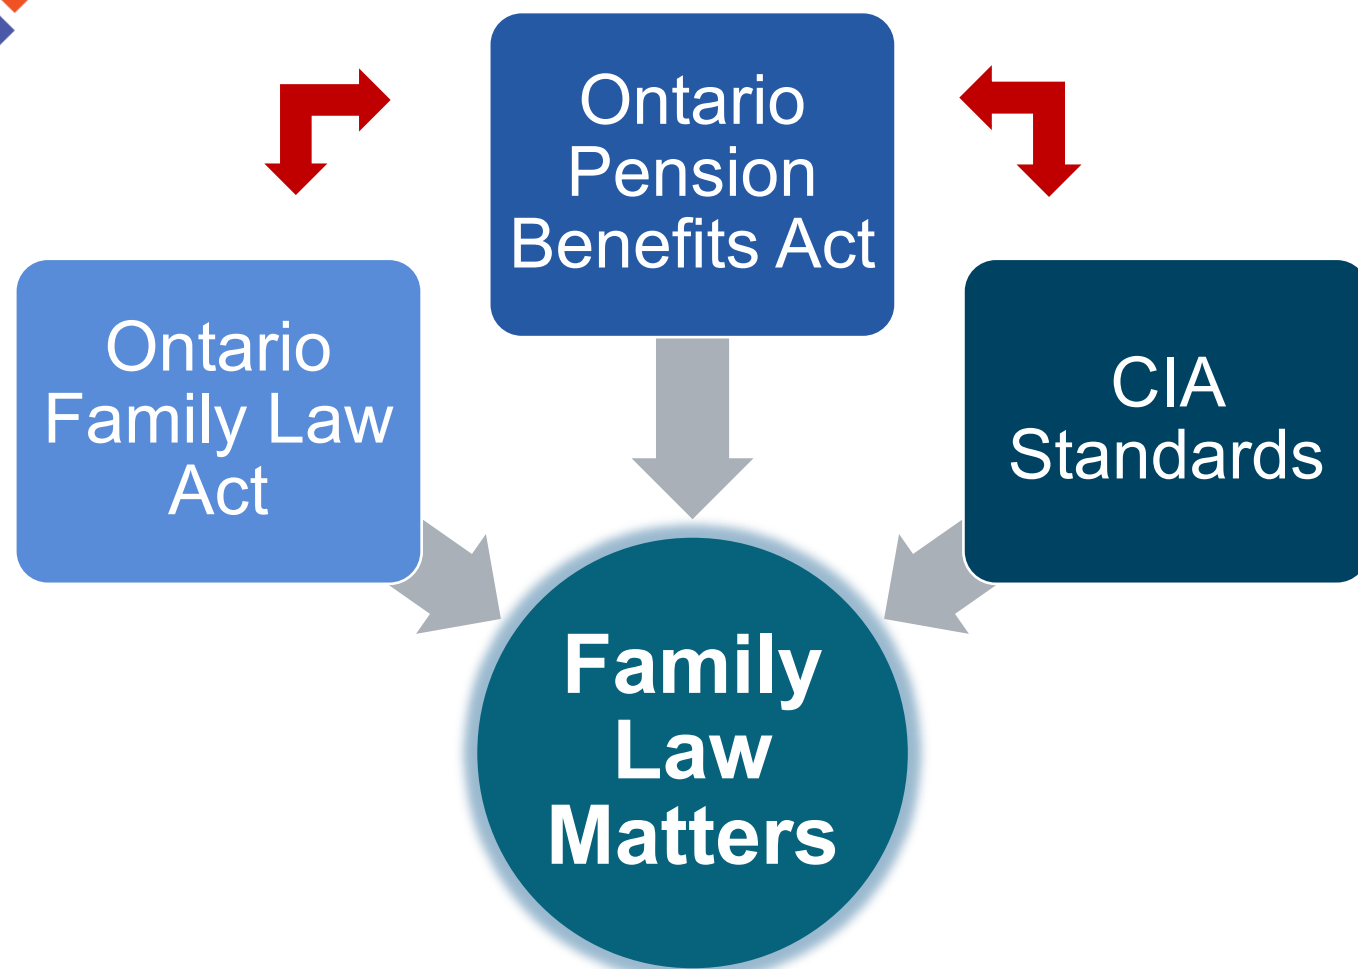 Ontario
Pension
Benefits Act
Ontario
Family Law
Act
CIA
Standards
Family
Law
Matters